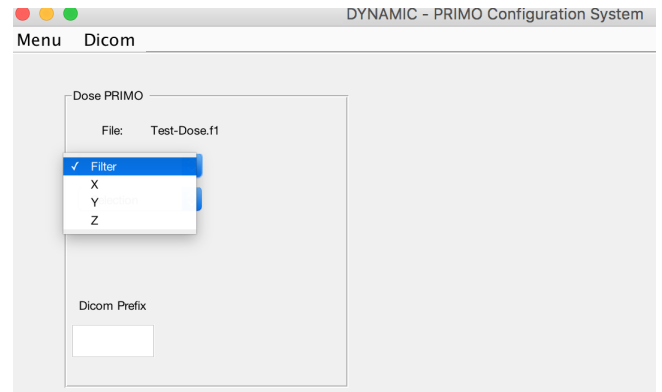 DYNAMIC - PRIMO Configuration System
Menu Dicom
Dose PRIMO
File: Test-Dose.f1
✓ Filter
X
Y
Z
Dicom Prefix